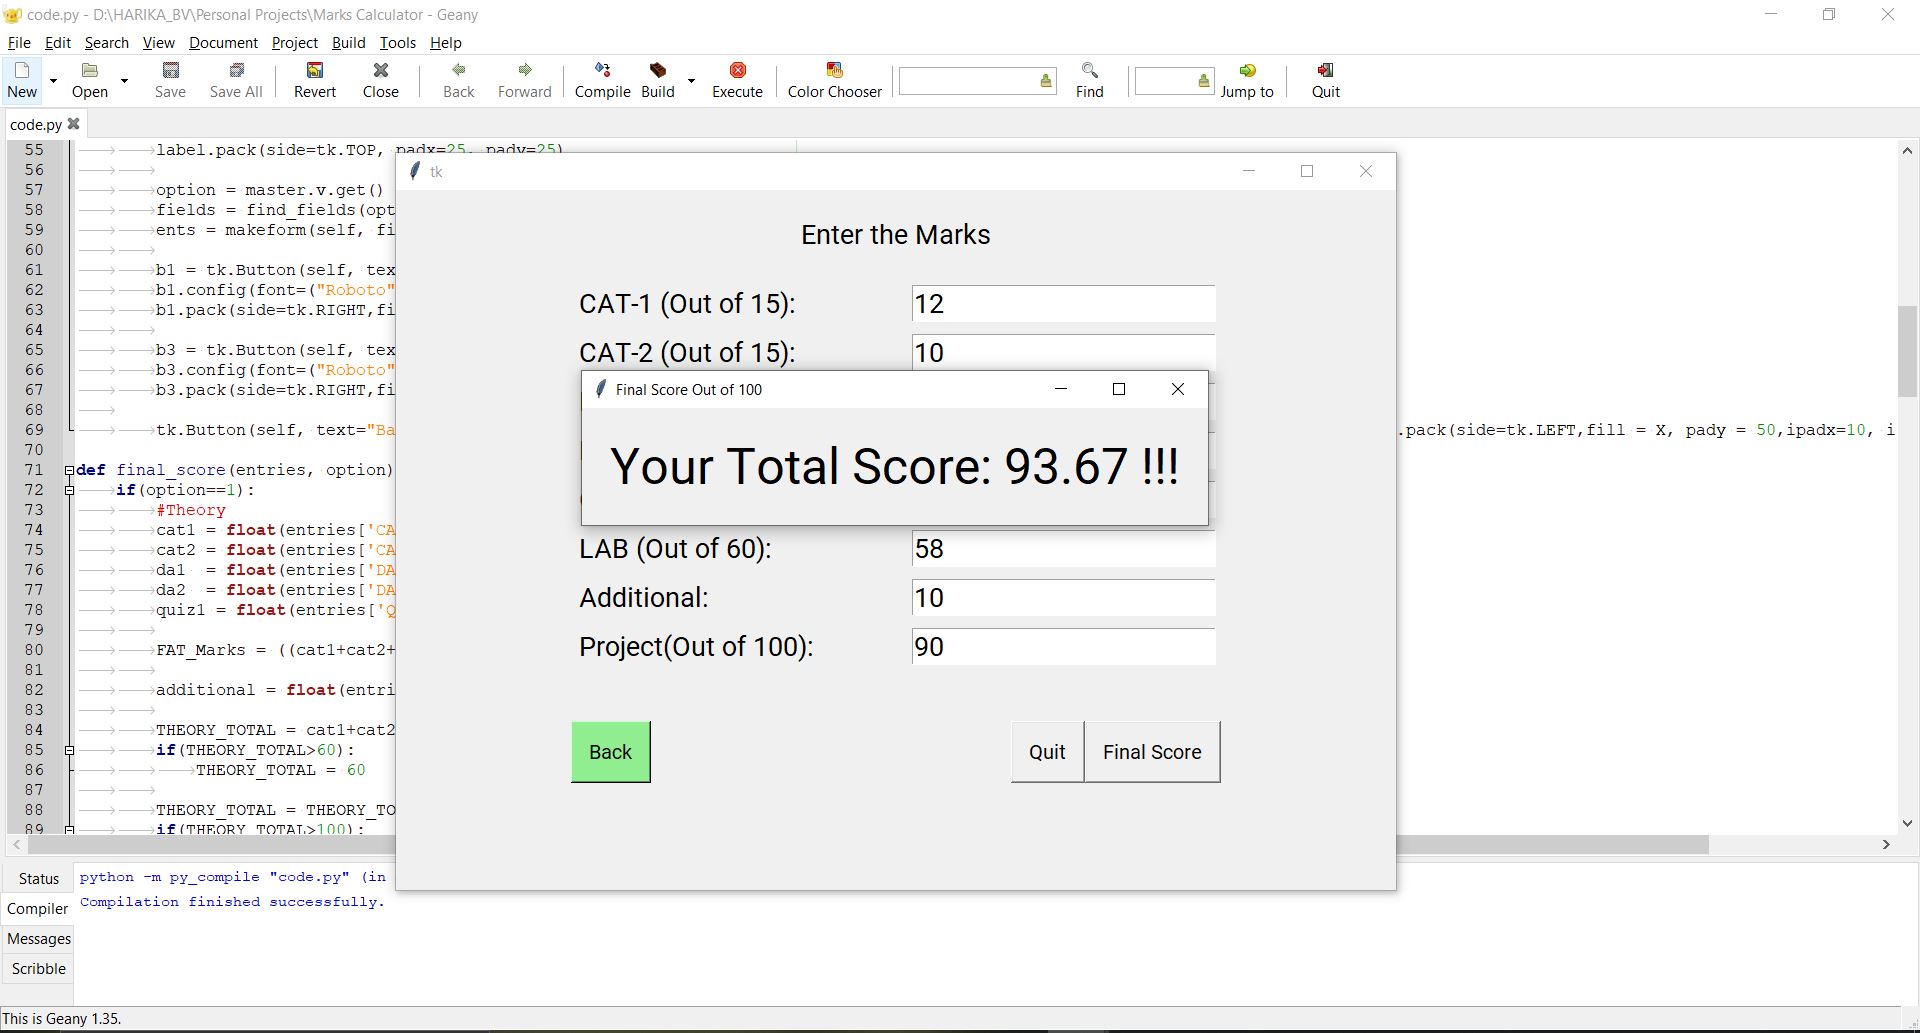 code.py - D:\HARIKA_BV\Personal Projects\Marks Calculator - Geany
File Edit Search View Document Project Build Tools Help
New Open Save Save All Revert Close Back Forward Compile Build Execute Color Chooser Find Jump to Quit
code.py
55 label.pack(side=tk.TOP, padx=25, pady=25)
56
57 option = master.v.get()
58 fields = find_fields(opt
59 ents = makeform(self, fi
60
61 b1 = tk.Button(self, tex
62 b1.config(font=("Roboto"
63 b1.pack(side=tk.RIGHT,fi
64
65 b3 = tk.Button(self, tex
66 b3.config(font=("Roboto"
67 b3.pack(side=tk.RIGHT,fi
68
69 tk.Button(self, text="Ba .pack(side=tk.LEFT,fill = X, pady = 50,ipadx=10, i
70
71 def final_score(entries, option)
72 if(option==1):
73 #Theory
74 cat1 = float(entries['CA
75 cat2 = float(entries['CA
76 da1 = float(entries['DA
77 da2 = float(entries['DA
78 quiz1 = float(entries['Q
79
80 FAT_Marks = ((cat1+cat2+
81
82 additional = float(entri
83
84 THEORY_TOTAL = cat1+cat2
85 if(THEORY_TOTAL>60):
86 THEORY_TOTAL = 60
87
88 THEORY_TOTAL = THEORY_TO
89 if(THEORY_TOTAL>100):
tk
Enter the Marks
CAT-1 (Out of 15): 12
CAT-2 (Out of 15): 10
Final Score Out of 100
Your Total Score: 93.67 !!!
LAB (Out of 60): 58
Additional: 10
Project(Out of 100): 90
Back Quit Final Score
Status
Compiler
Messages
Scribble
python -m py_compile "code.py" (in
Compilation finished successfully.
This is Geany 1.35.